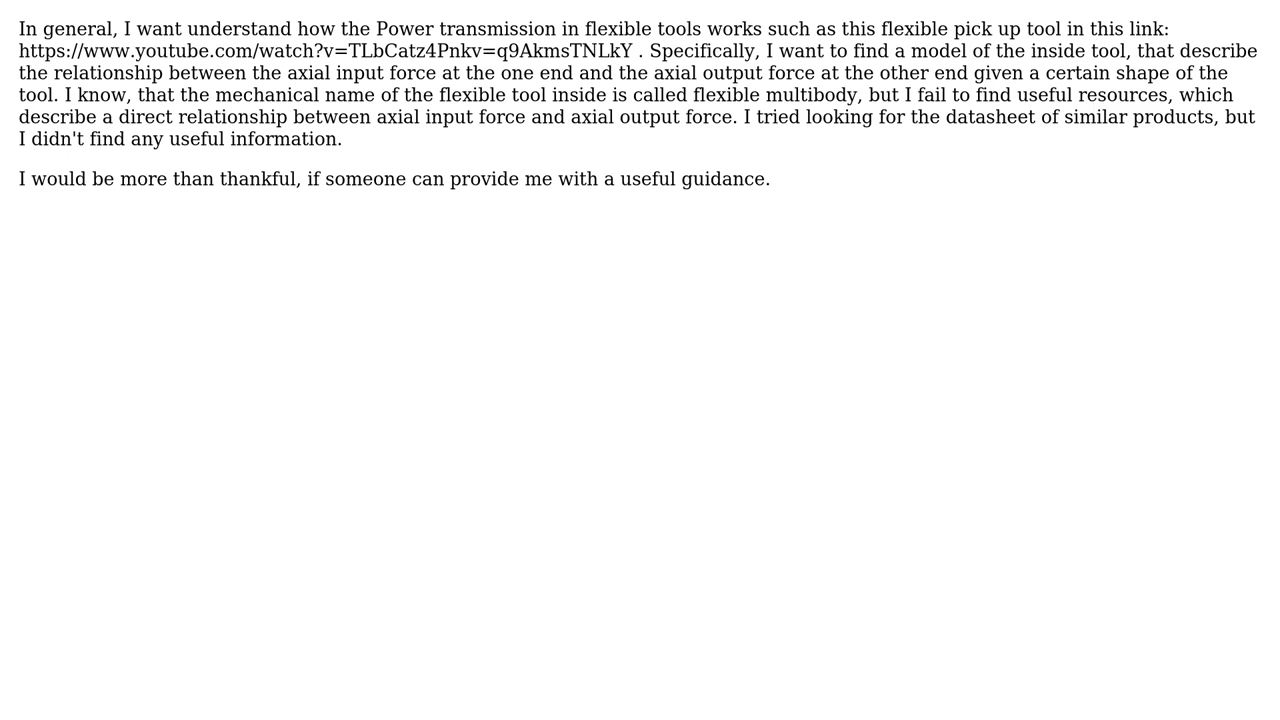 In general, I want understand how the Power transmission in flexible tools works such as this flexible pick up tool in this link:
https://www.youtube.com/watch?v=TLbCatz4Pnkv=q9AkmsTNLkY . Specifically, I want to find a model of the inside tool, that describe
the relationship between the axial input force at the one end and the axial output force at the other end given a certain shape of the
tool. I know, that the mechanical name of the flexible tool inside is called flexible multibody, but I fail to find useful resources, which
describe a direct relationship between axial input force and axial output force. I tried looking for the datasheet of similar products, but
I didn't find any useful information.
I would be more than thankful, if someone can provide me with a useful guidance.